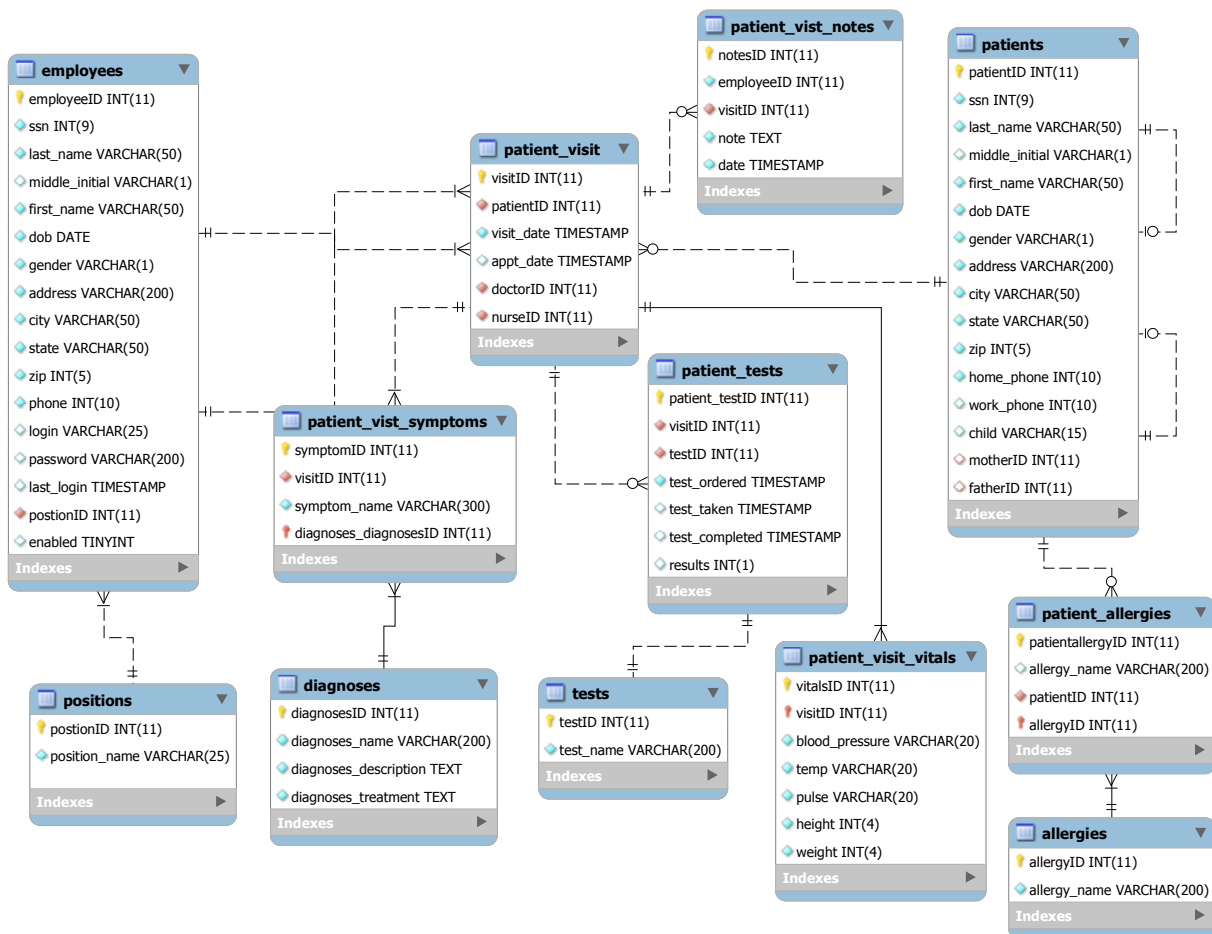 employees
employeeID INT(11)
ssn INT(9)
last_name VARCHAR(50)
middle_initial VARCHAR(1)
first_name VARCHAR(50)
dob DATE
gender VARCHAR(1)
address VARCHAR(200)
city VARCHAR(50)
state VARCHAR(50)
zip INT(5)
phone INT(10)
login VARCHAR(25)
password VARCHAR(200)
last_login TIMESTAMP
postionID INT(11)
enabled TINYINT
Indexes
positions
postionID INT(11)
position_name VARCHAR(25)
Indexes
patient_visit
visitID INT(11)
patientID INT(11)
visit_date TIMESTAMP
appt_date TIMESTAMP
doctorID INT(11)
nurseID INT(11)
Indexes
patient_vist_symptoms
symptomID INT(11)
visitID INT(11)
symptom_name VARCHAR(300)
diagnoses_diagnosesID INT(11)
Indexes
diagnoses
diagnosesID INT(11)
diagnoses_name VARCHAR(200)
diagnoses_description TEXT
diagnoses_treatment TEXT
Indexes
patient_vist_notes
notesID INT(11)
employeeID INT(11)
visitID INT(11)
note TEXT
date TIMESTAMP
Indexes
patient_tests
patient_testID INT(11)
visitID INT(11)
testID INT(11)
test_ordered TIMESTAMP
test_taken TIMESTAMP
test_completed TIMESTAMP
results INT(1)
Indexes
tests
testID INT(11)
test_name VARCHAR(200)
Indexes
patient_visit_vitals
vitalsID INT(11)
visitID INT(11)
blood_pressure VARCHAR(20)
temp VARCHAR(20)
pulse VARCHAR(20)
height INT(4)
weight INT(4)
Indexes
patients
patientID INT(11)
ssn INT(9)
last_name VARCHAR(50)
middle_initial VARCHAR(1)
first_name VARCHAR(50)
dob DATE
gender VARCHAR(1)
address VARCHAR(200)
city VARCHAR(50)
state VARCHAR(50)
zip INT(5)
home_phone INT(10)
work_phone INT(10)
child VARCHAR(15)
motherID INT(11)
fatherID INT(11)
Indexes
patient_allergies
patientallergyID INT(11)
allergy_name VARCHAR(200)
patientID INT(11)
allergyID INT(11)
Indexes
allergies
allergyID INT(11)
allergy_name VARCHAR(200)
Indexes